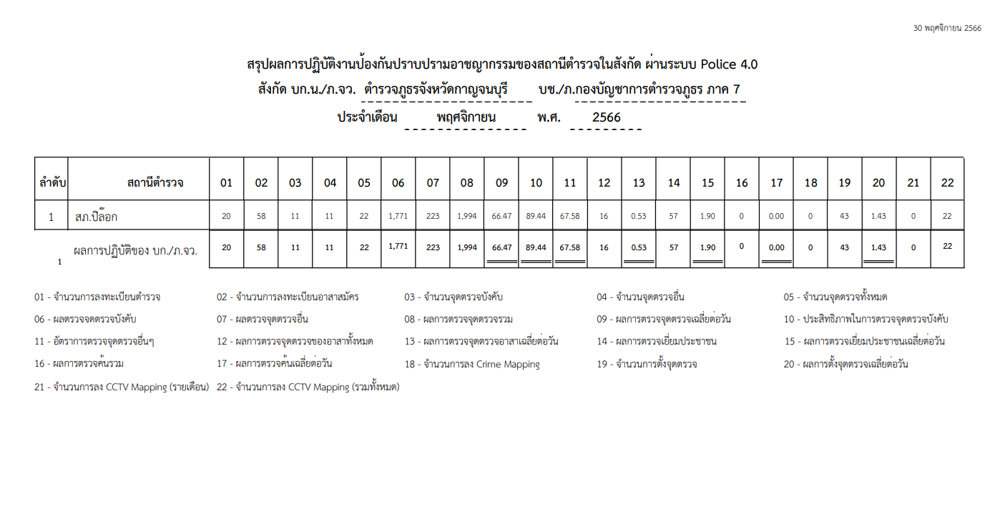 30 พฤศจิกายน 2566
สรุปผลการปฏิบัติงานป้องกันปราบปรามอาชญากรรมของสถานีตำรวจในสังกัด ผ่านระบบ Police 4.0
สังกัด บก.น./ภ.จว. ตำรวจภูธรจังหวัดกาญจนบุรี บช./ภ.กองบัญชาการตำรวจภูธร ภาค 7
ประจำเดือน พฤศจิกายน พ.ศ. 2566
ลำดับ สถานีตำรวจ 01 02 03 04 05 06 07 08 09 10 11 12 13 14 15 16 17 18 19 20 21 22
1 สภ.ปิล๊อก 20 58 11 11 22 1,771 223 1,994 66.47 89.44 67.58 16 0.53 57 1.90 0 0.00 0 43 1.43 0 22
1 ผลการปฏิบัติของ บก./ภ.จว. 20 58 11 11 22 1,771 223 1,994 66.47 89.44 67.58 16 0.53 57 1.90 0 0.00 0 43 1.43 0 22
01 - จำนวนการลงทะเบียนตำรวจ 02 - จำนวนการลงทะเบียนอาสาสมัคร 03 - จำนวนจุดตรวจบังคับ 04 - จำนวนจุดตรวจอื่น 05 - จำนวนจุดตรวจทั้งหมด
06 - ผลตรวจจดตรวจบังคับ 07 - ผลตรวจจุดตรวจอื่น 08 - ผลการตรวจจุดตรวจรวม 09 - ผลการตรวจจุดตรวจเฉลี่ยต่อวัน 10 - ประสิทธิภาพในการตรวจจุดตรวจบังคับ
11 - อัตราการตรวจจุดตรวจอื่นๆ 12 - ผลการตรวจจุดตรวจของอาสาทั้งหมด 13 - ผลการตรวจจุดตรวจอาสาเฉลี่ยต่อวัน 14 - ผลการตรวจเยี่ยมประชาชน 15 - ผลการตรวจเยี่ยมประชาชนเฉลี่ยต่อวัน
16 - ผลการตรวจค้นรวม 17 - ผลการตรวจค้นเฉลี่ยต่อวัน 18 - จำนวนการลง Crime Mapping 19 - จำนวนการตั้งจุดตรวจ 20 - ผลการตั้งจุดตรวจเฉลี่ยต่อวัน
21 - จำนวนการลง CCTV Mapping (รายเดือน) 22 - จำนวนการลง CCTV Mapping (รวมทั้งหมด)